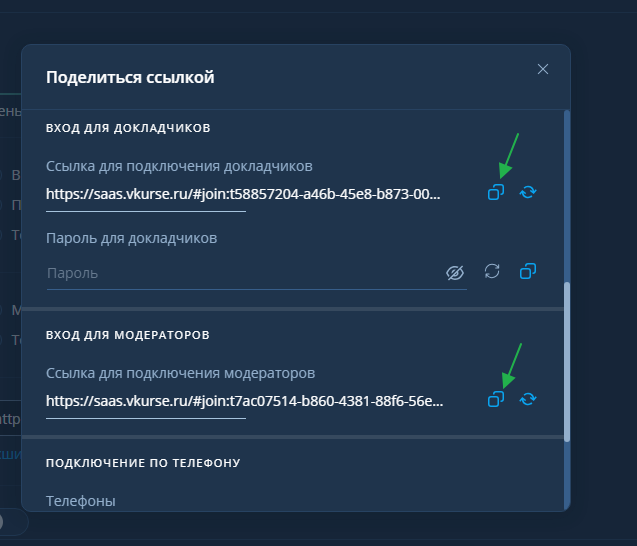 Поделиться ссылкой
ВХОД ДЛЯ ДОКЛАДЧИКОВ
Ссылка для подключения докладчиков
https://saas.vkurse.ru/#join:t58857204-a46b-45e8-b873-00...
Пароль для докладчиков
Пароль
ВХОД ДЛЯ МОДЕРАТОРОВ
Ссылка для подключения модераторов
https://saas.vkurse.ru/#join:t7ac07514-b860-4381-88f6-56e...
ПОДКЛЮЧЕНИЕ ПО ТЕЛЕФОНУ
Телефоны